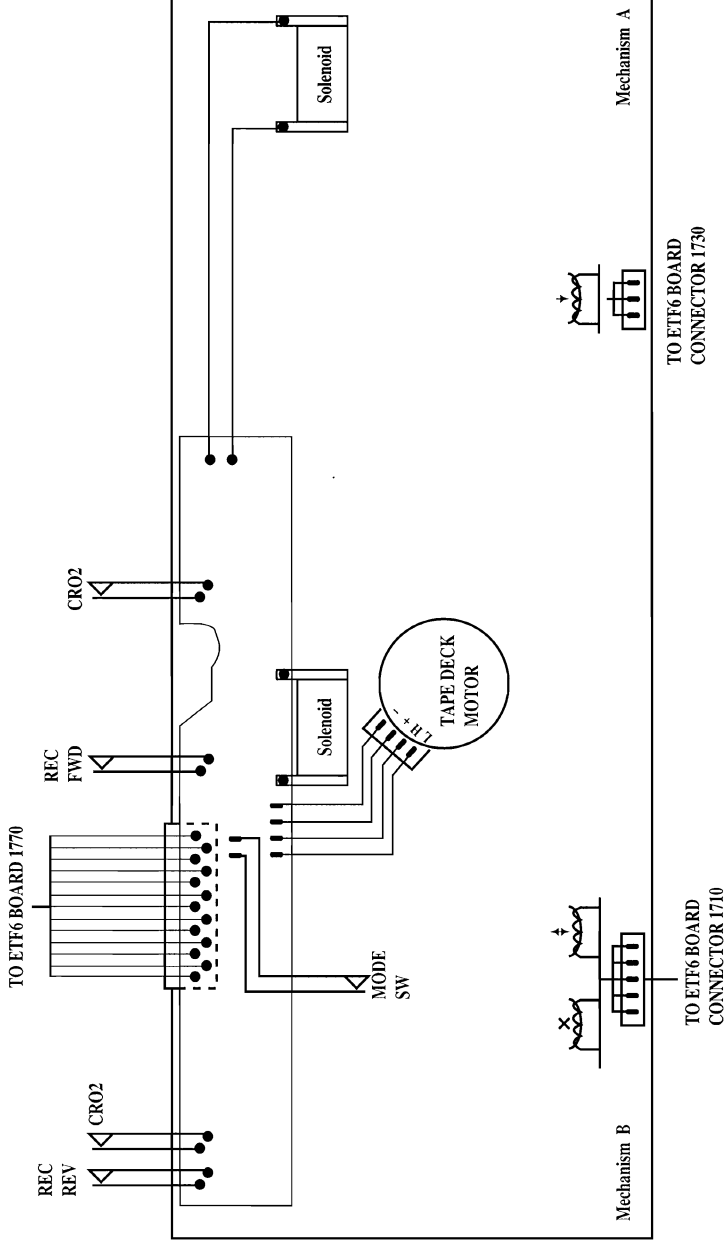 TO ETF6 BOARD 1770
REC
REV
CRO2
REC
FWD
CRO2
Solenoid
Solenoid
MODE
SW
L H + -
TAPE DECK
MOTOR
Mechanism B
Mechanism A
TO ETF6 BOARD
CONNECTOR 1710
TO ETF6 BOARD
CONNECTOR 1730